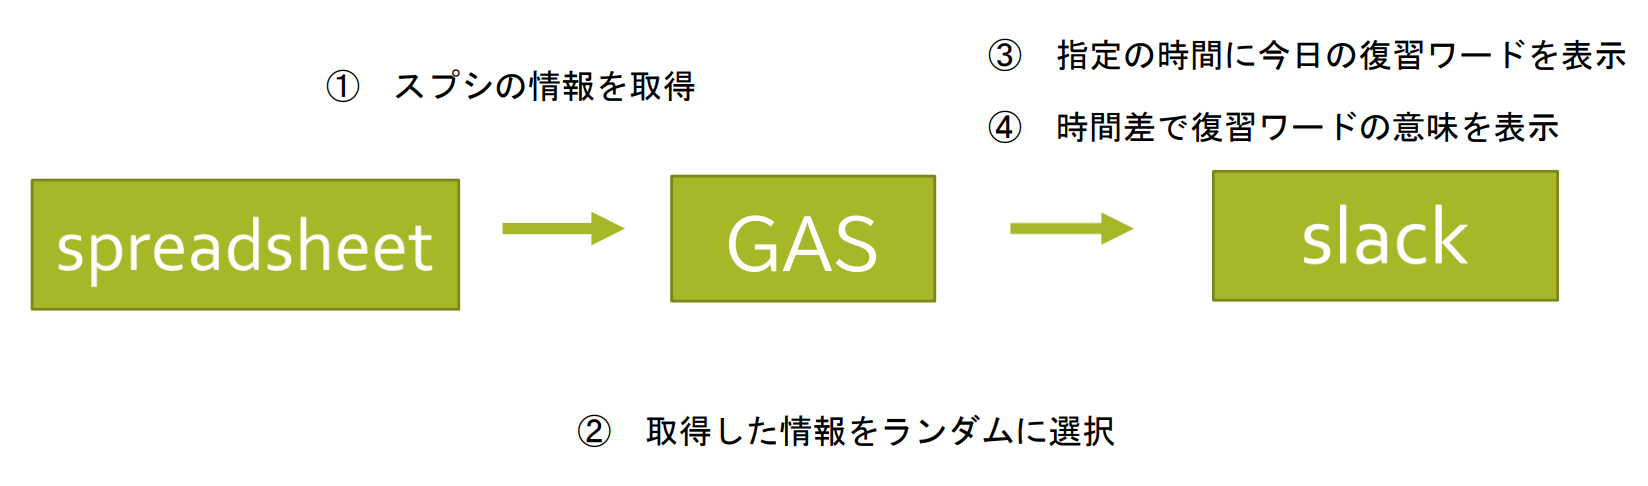 ③　指定の時間に今日の復習ワードを表示
①　スプシの情報を取得
④　時間差で復習ワードの意味を表示
spreadsheet
GAS
slack
②　取得した情報をランダムに選択